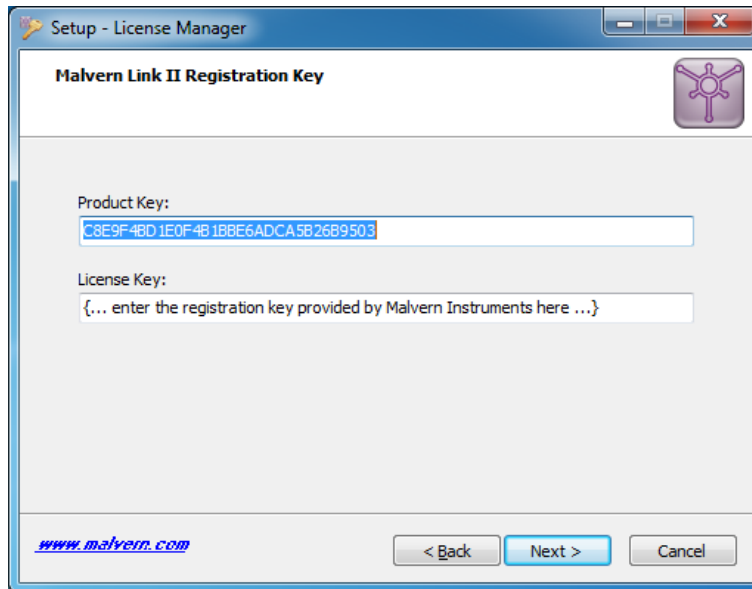 Setup - License Manager
Malvern Link II Registration Key
Product Key:
C8E9F4BD1E0F4B1BBE6ADCA5B26B9503
License Key:
{... enter the registration key provided by Malvern Instruments here ...}
www.malvern.com
< Back
Next >
Cancel